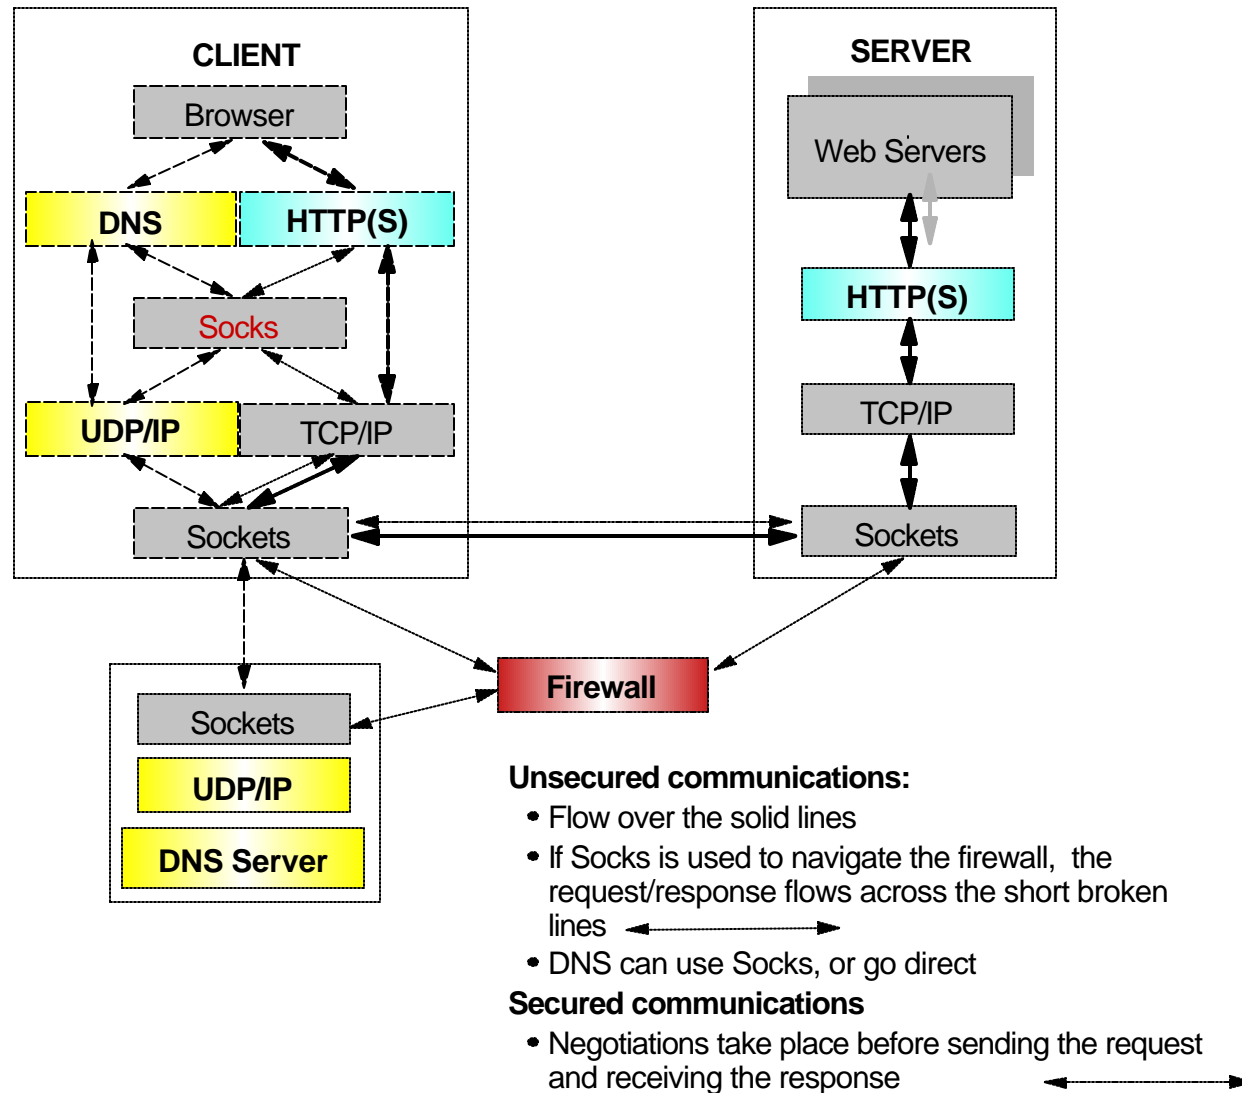 CLIENT
Browser
DNS
HTTP(S)
Socks
UDP/IP
TCP/IP
Sockets
SERVER
Web Servers
HTTP(S)
TCP/IP
Sockets
Firewall
Sockets
UDP/IP
DNS Server
Unsecured communications:
• Flow over the solid lines
• If Socks is used to navigate the firewall, the
request/response flows across the short broken
lines
• DNS can use Socks, or go direct
Secured communications
• Negotiations take place before sending the request
and receiving the response